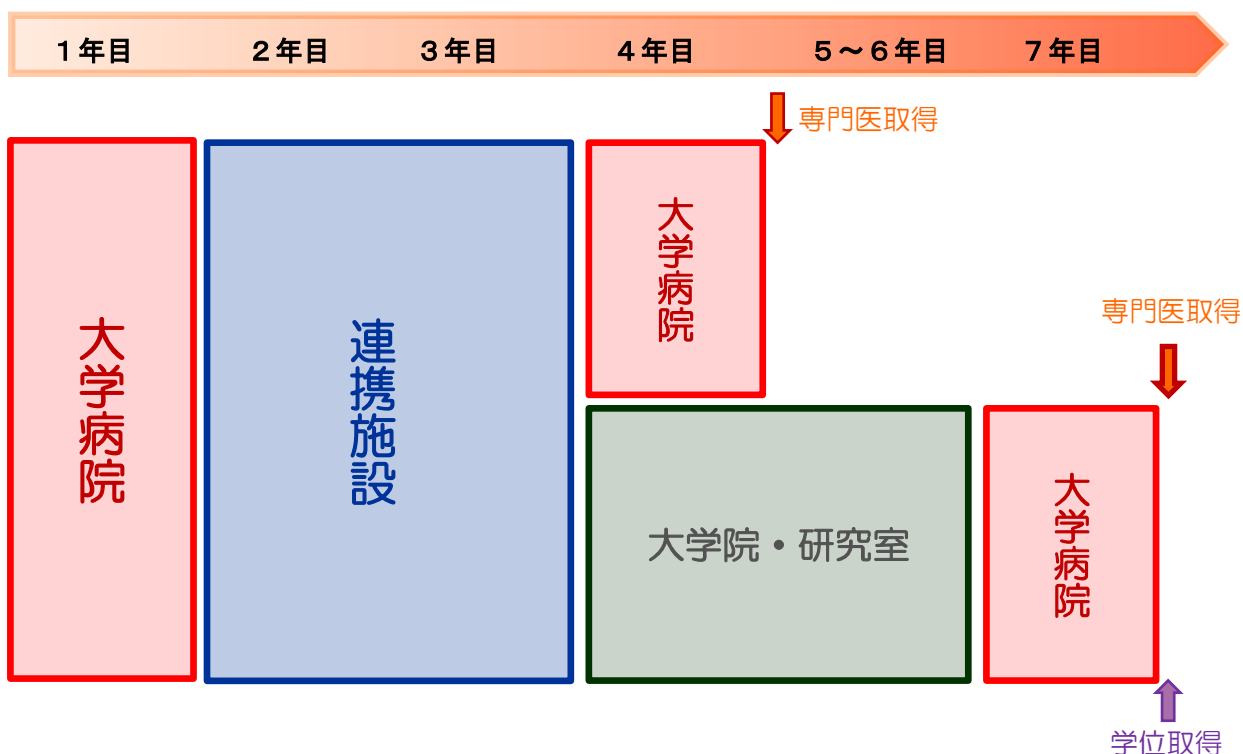 １年目 ２年目 ３年目 ４年目 ５～６年目 ７年目
専門医取得
大学病院
連携施設
大学病院
専門医取得
大学院・研究室
大学病院
学位取得